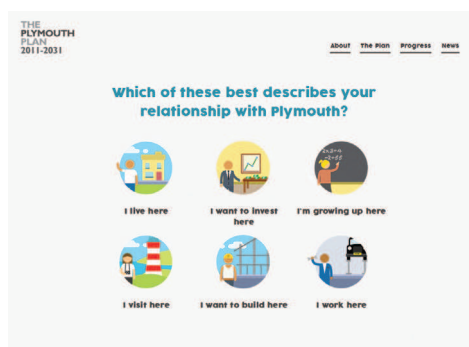 THE
PLYMOUTH
PLAN
2011-2031
About The Plan Progress News
Which of these best describes your
relationship with Plymouth?
I live here
I want to invest
here
I'm growing up here
I visit here
I want to build here
I work here